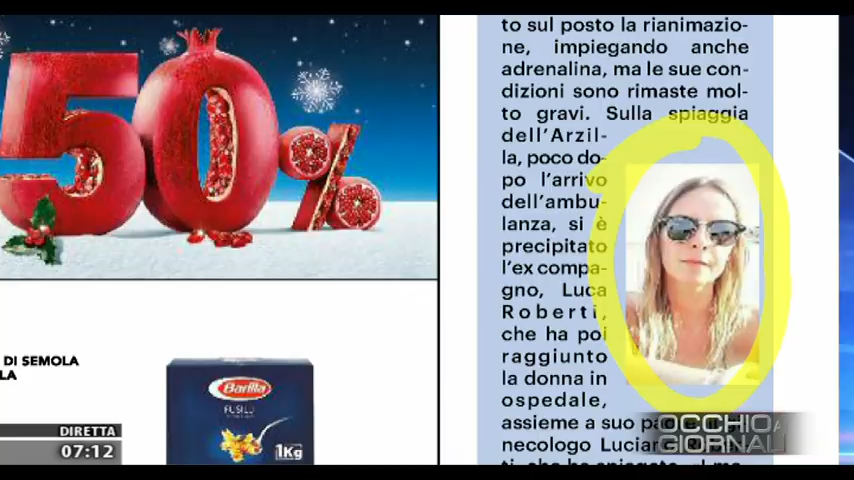 50%
DI SEMOLA
LA
Barilla
FUSILLI
1Kg
DIRETTA
07:12
to sul posto la rianimazio-
ne, impiegando anche
adrenalina, ma le sue con-
dizioni sono rimaste mol-
to gravi. Sulla spiaggia
dell'Arzil-
la, poco do-
po l'arrivo
dell'ambu-
lanza, si è
precipitato
l'ex compa-
gno, Luca
Roberti,
che ha poi
raggiunto
la donna in
ospedale,
assieme a suo
necologo
OCCHIO AI
GIORNALI